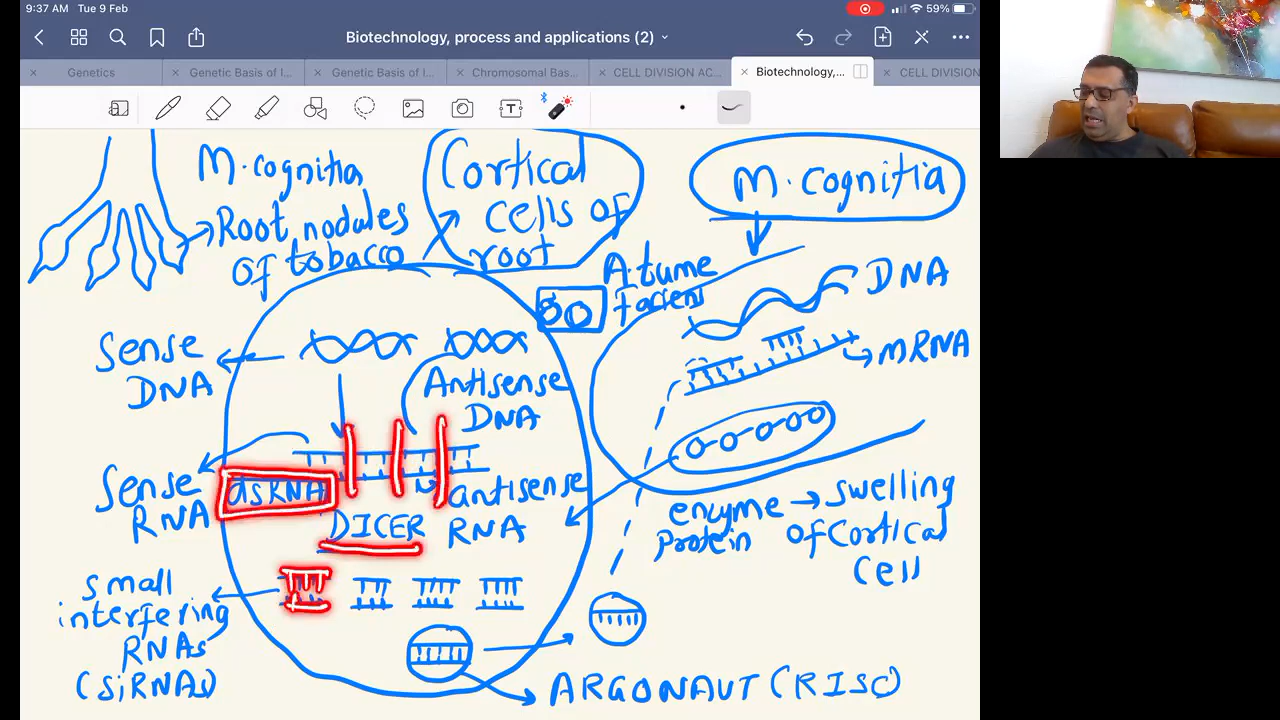 9:37 AM Tue 9 Feb
59%
Biotechnology, process and applications (2)
Genetics
Genetic Basis of I...
Genetic Basis of I...
Chromosomal Bas...
CELL DIVISION AC...
Biotechnology,...
CELL DIVISION
M.cognitia
Root nodules
of tobacco
Cortical
cells of
root
M.cognitia
A.tume
facien
DNA
mRNA
Sense
DNA
Antisense
DNA
Sense
RNA
dsRNA
antisense
RNA
DICER
enzyme → swelling
Protein of Cortical
Cell
small
interfering
RNAs
(SiRNAs)
ARGONAUT (RISC)